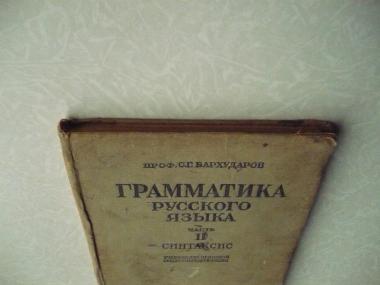 ПРОФ. С.Г. БАРХУДАРОВ
ГРАММАТИКА
РУССКОГО
ЯЗЫКА
ЧАСТЬ
II
СИНТАКСИС